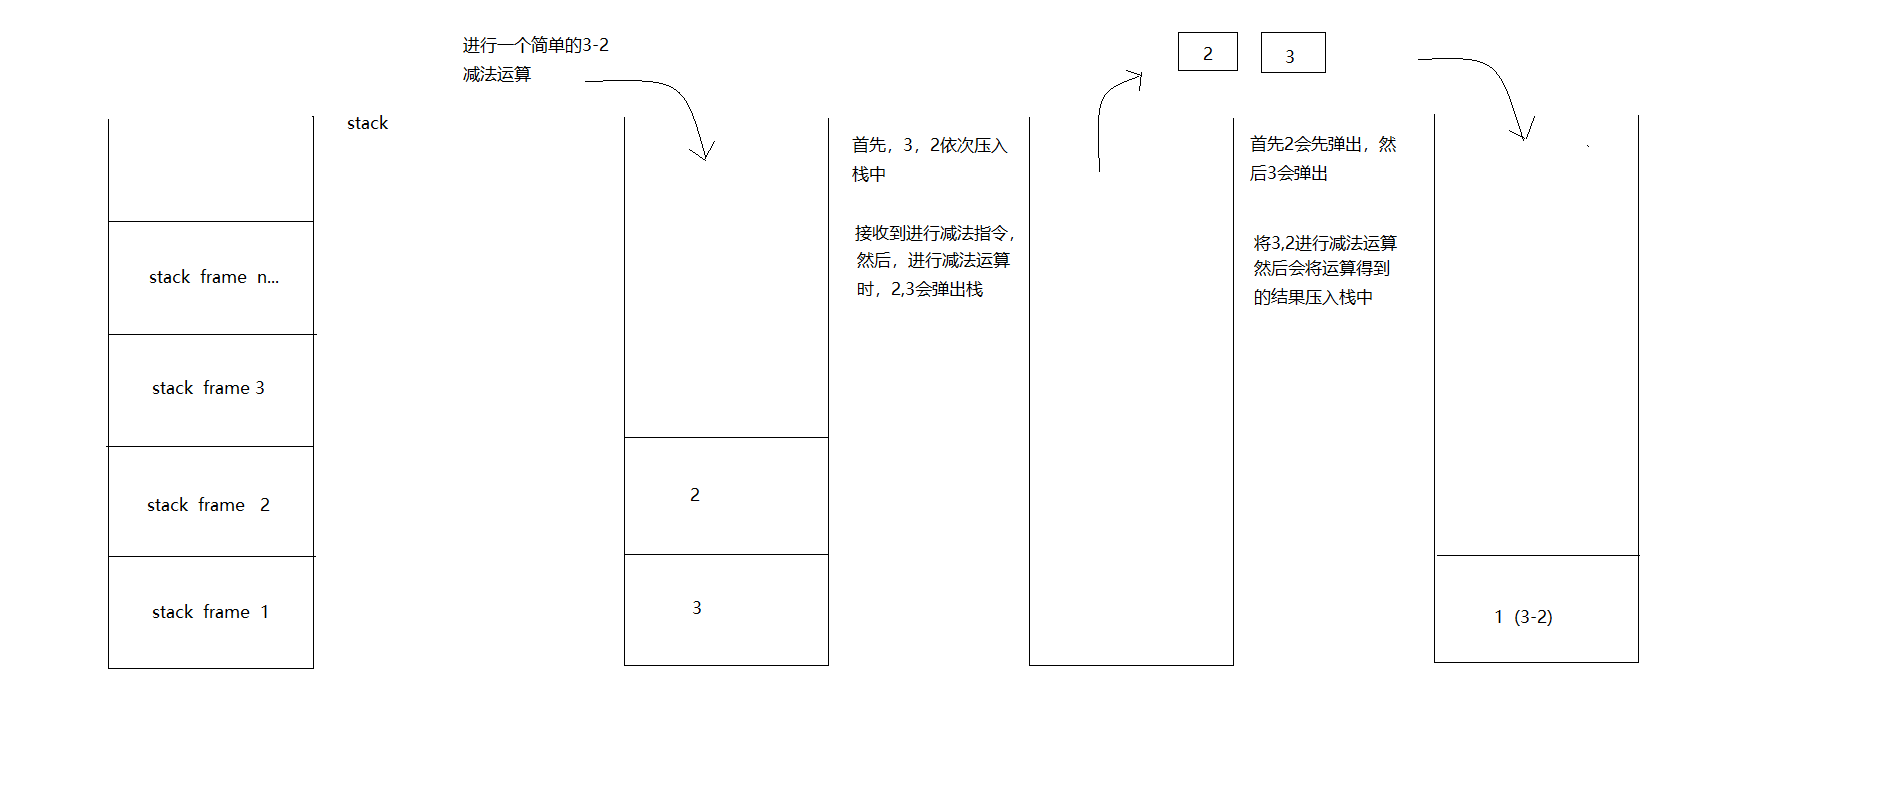 进行一个简单的3-2
减法运算
stack
stack frame n...
stack frame 3
stack frame 2
stack frame 1
2
3
首先，3，2依次压入
栈中
接收到进行减法指令，
然后，进行减法运算
时，2,3会弹出栈
2
3
首先2会先弹出，然
后3会弹出
将3,2进行减法运算
然后会将运算得到
的结果压入栈中
1 (3-2)